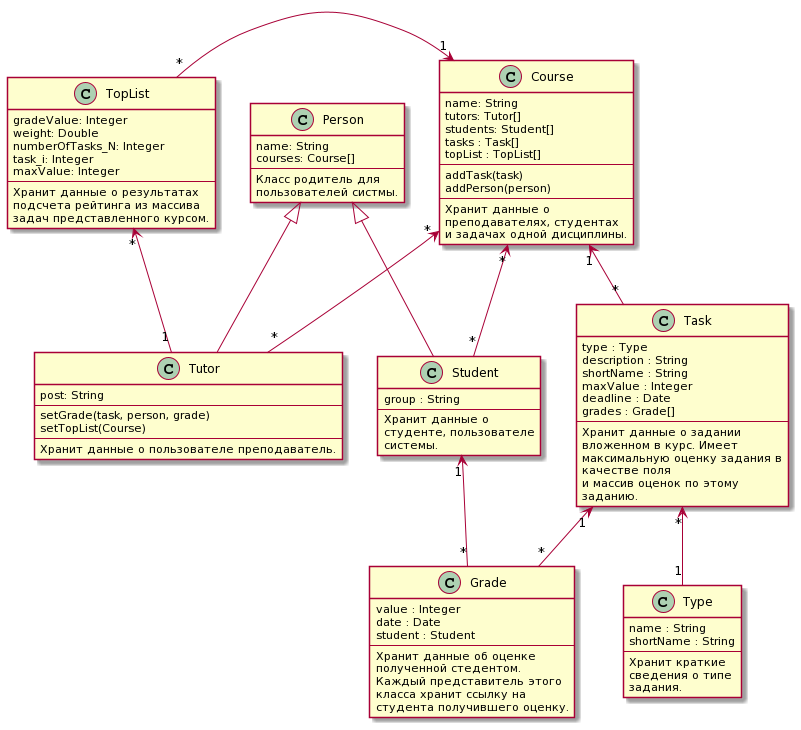 *
1
C Course
name: String
tutors: Tutor[]
students: Student[]
tasks : Task[]
topList : TopList[]
addTask(task)
addPerson(person)
Хранит данные о
преподавателях, студентах
и задачах одной дисциплины.
C TopList
gradeValue: Integer
weight: Double
numberOfTasks_N: Integer
task_i: Integer
maxValue: Integer
Хранит данные о результатах
подсчета рейтинга из массива
задач представленного курсом.
C Person
name: String
courses: Course[]
Класс родитель для
пользователей систмы.
*
*
*
1
1
*
*
*
C Tutor
post: String
setGrade(task, person, grade)
setTopList(Course)
Хранит данные о пользователе преподаватель.
C Student
group : String
Хранит данные о
студенте, пользователе
системы.
C Task
type : Type
description : String
shortName : String
maxValue : Integer
deadline : Date
grades : Grade[]
Хранит данные о задании
вложенном в курс. Имеет
максимальную оценку задания в
качестве поля
и массив оценок по этому
заданию.
1
*
1
*
*
1
C Grade
value : Integer
date : Date
student : Student
Хранит данные об оценке
полученной стедентом.
Каждый представитель этого
класса хранит ссылку на
студента получившего оценку.
C Type
name : String
shortName : String
Хранит краткие
сведения о типе
задания.